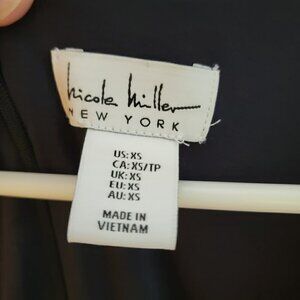 nicole miller
NEW YORK
US: XS
CA: XS/TP
UK: XS
EU: XS
AU: XS
MADE IN
VIETNAM